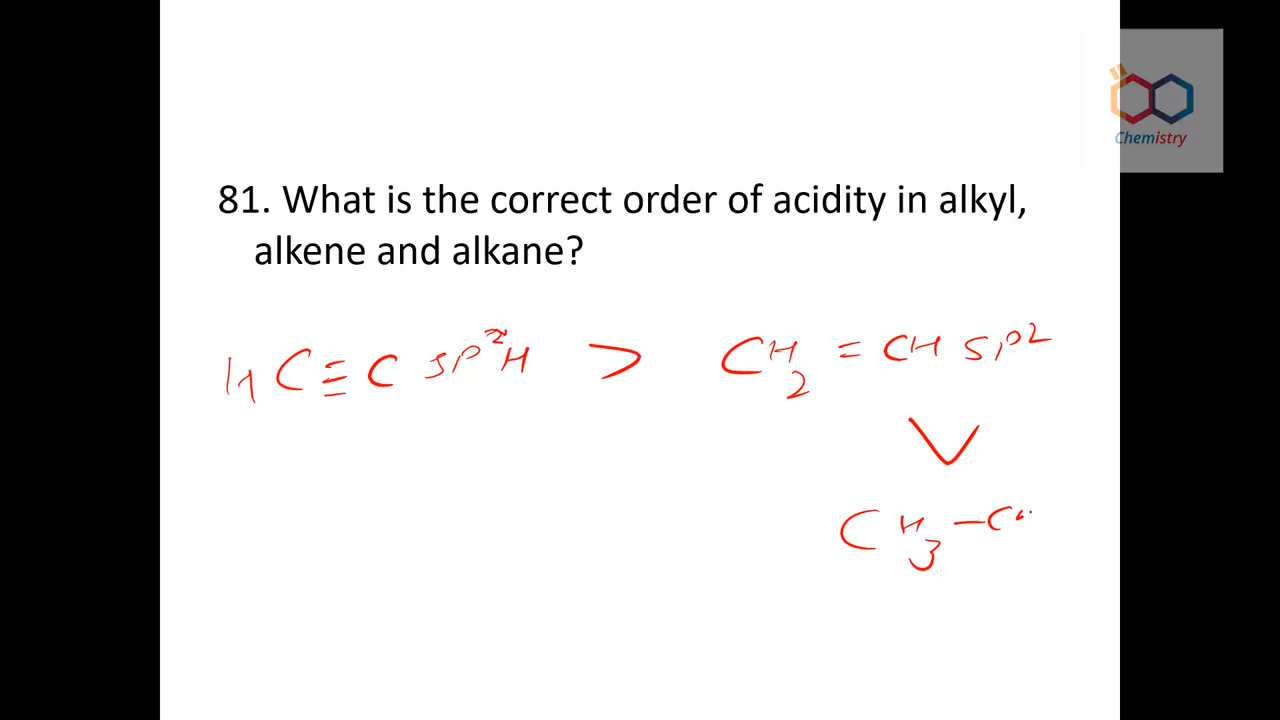 Chemistry
81. What is the correct order of acidity in alkyl,
alkene and alkane?
HC≡C sp H > CH2 = CH sp2
>
CH3 – C